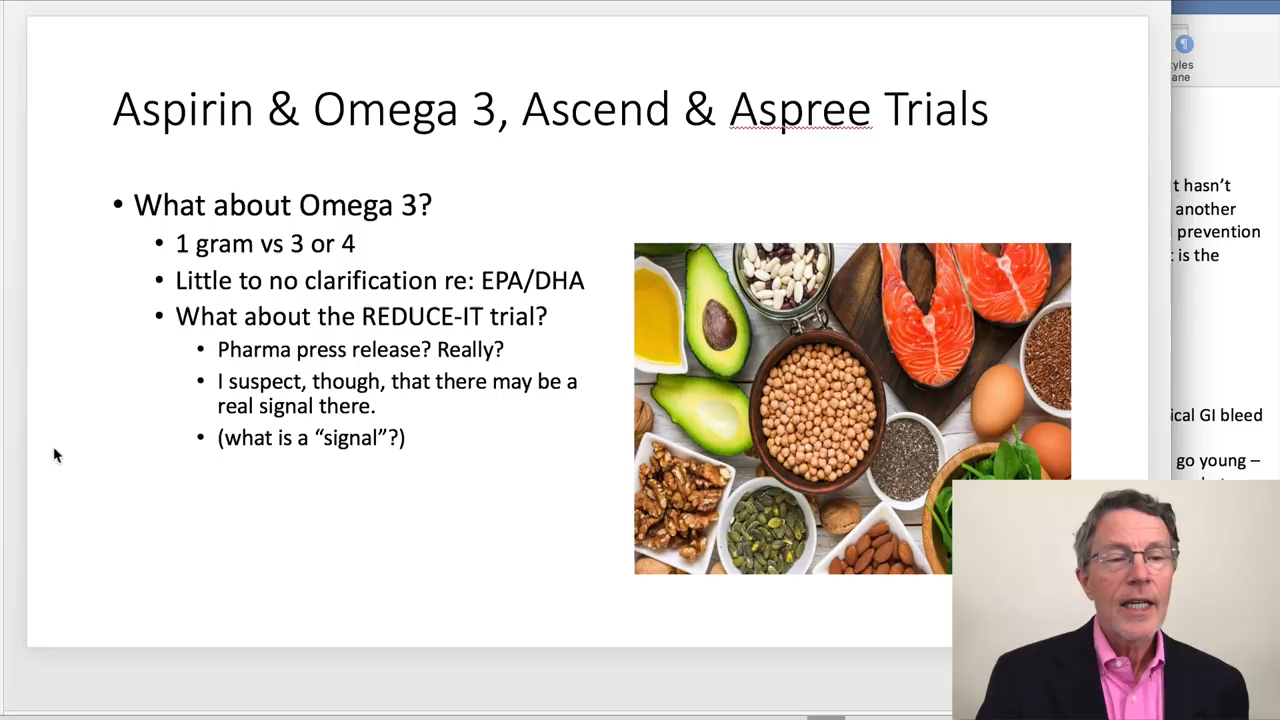 Aspirin & Omega 3, Ascend & Aspree Trials
• What about Omega 3?
• 1 gram vs 3 or 4
• Little to no clarification re: EPA/DHA
• What about the REDUCE-IT trial?
• Pharma press release? Really?
• I suspect, though, that there may be a
real signal there.
• (what is a “signal”?)
yles
ane
t hasn’t
another
prevention
t is the
ical GI bleed
go young –